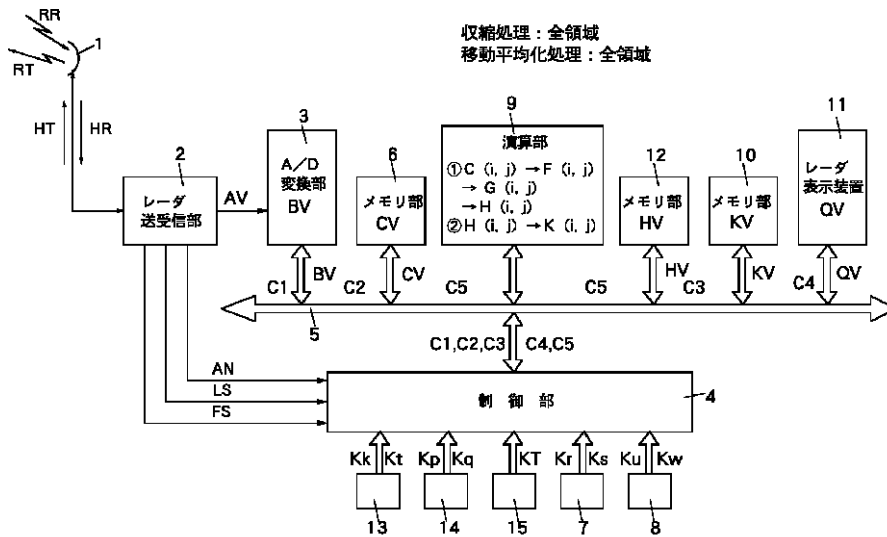 RR
1
RT
HT
HR
収縮処理：全領域
移動平均化処理：全領域
2
レーダ
送受信部
AV
3
A／D
変換部
BV
6
メモリ部
CV
9
演算部
①C (i, j) →F (i, j)
→ G (i, j)
→H (i, j)
②H (i, j) →K (i, j)
12
メモリ部
HV
10
メモリ部
KV
11
レーダ
表示装置
QV
C1
BV
C2
CV
C5
C5
HV
C3
KV
C4
QV
5
C1,C2,C3
C4,C5
AN
LS
FS
制 御 部
4
Kk
Kt
Kp
Kq
KT
Kr
Ks
Ku
Kw
13
14
15
7
8